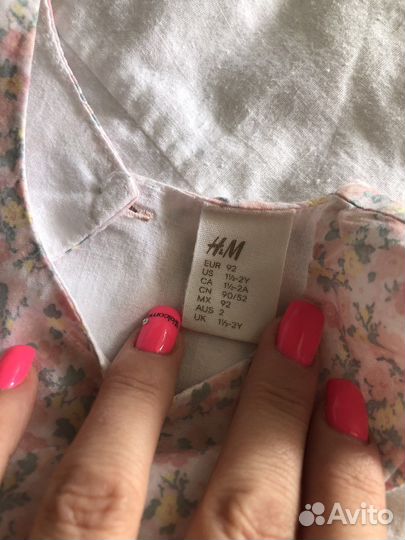 H&M
EUR 92
US 1½-2Y
CA 1½-2A
CN 90/52
MX 92
AUS 2
UK 1½-2Y
Avito